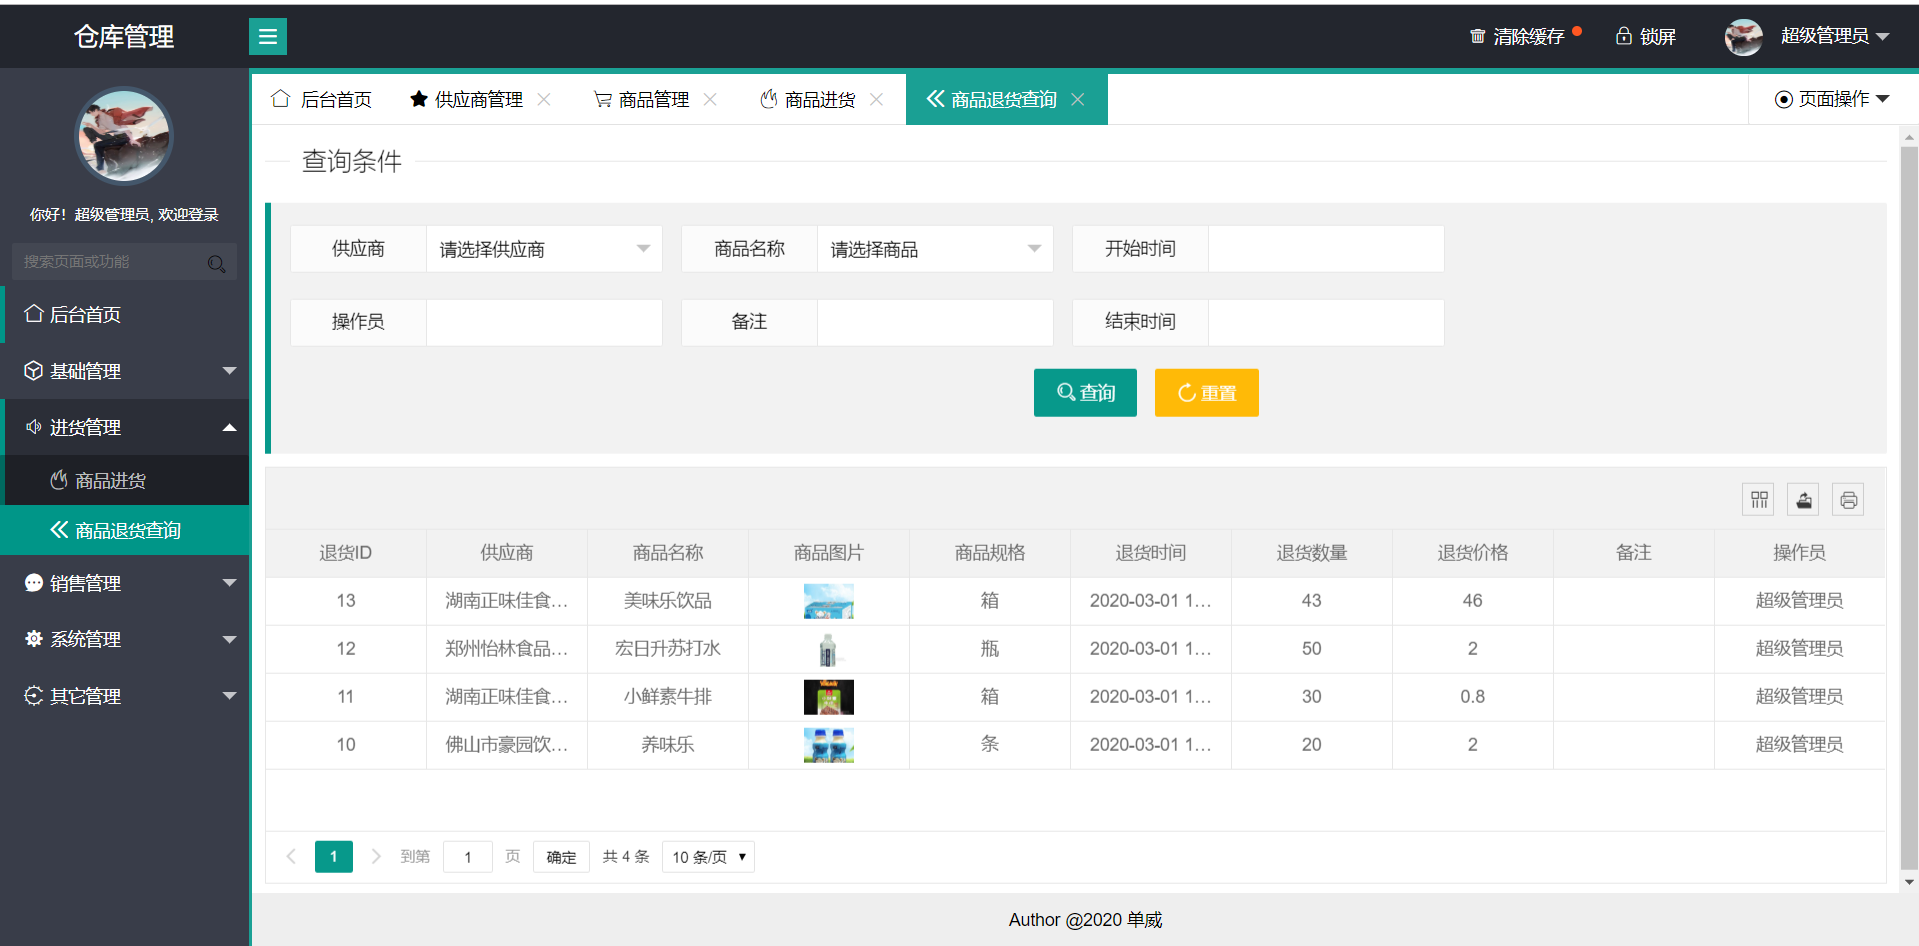 仓库管理
清除缓存
锁屏
超级管理员
你好！超级管理员, 欢迎登录
搜索页面或功能
后台首页
基础管理
进货管理
商品进货
商品退货查询
销售管理
系统管理
其它管理
后台首页 供应商管理 商品管理 商品进货 商品退货查询 页面操作
查询条件
供应商 请选择供应商 商品名称 请选择商品 开始时间
操作员 备注 结束时间
查询 重置
退货ID 供应商 商品名称 商品图片 商品规格 退货时间 退货数量 退货价格 备注 操作员
13 湖南正味佳食... 美味乐饮品 箱 2020-03-01 1... 43 46 超级管理员
12 郑州怡林食品... 宏日升苏打水 瓶 2020-03-01 1... 50 2 超级管理员
11 湖南正味佳食... 小鲜素牛排 箱 2020-03-01 1... 30 0.8 超级管理员
10 佛山市豪园饮... 养味乐 条 2020-03-01 1... 20 2 超级管理员
1 到第 1 页 确定 共 4 条 10 条/页
Author @2020 单威